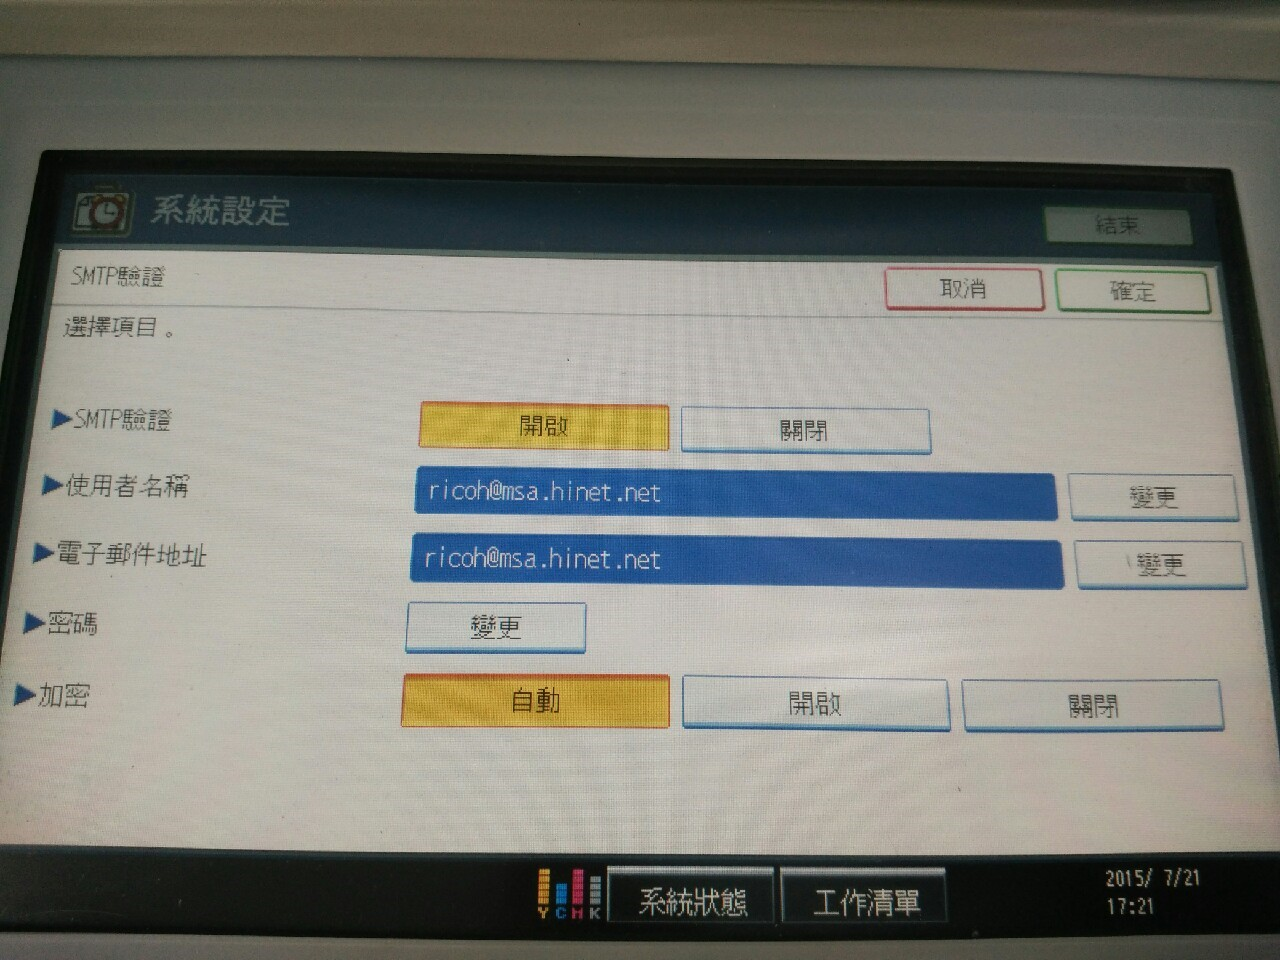 系統設定
結束
SMTP驗證
取消
確定
選擇項目。
▶SMTP驗證 開啟 關閉
▶使用者名稱 ricoh@msa.hinet.net 變更
▶電子郵件地址 ricoh@msa.hinet.net 變更
▶密碼 變更
▶加密 自動 開啟 關閉
Y C M K 系統狀態 工作清單
2015/ 7/21
17:21